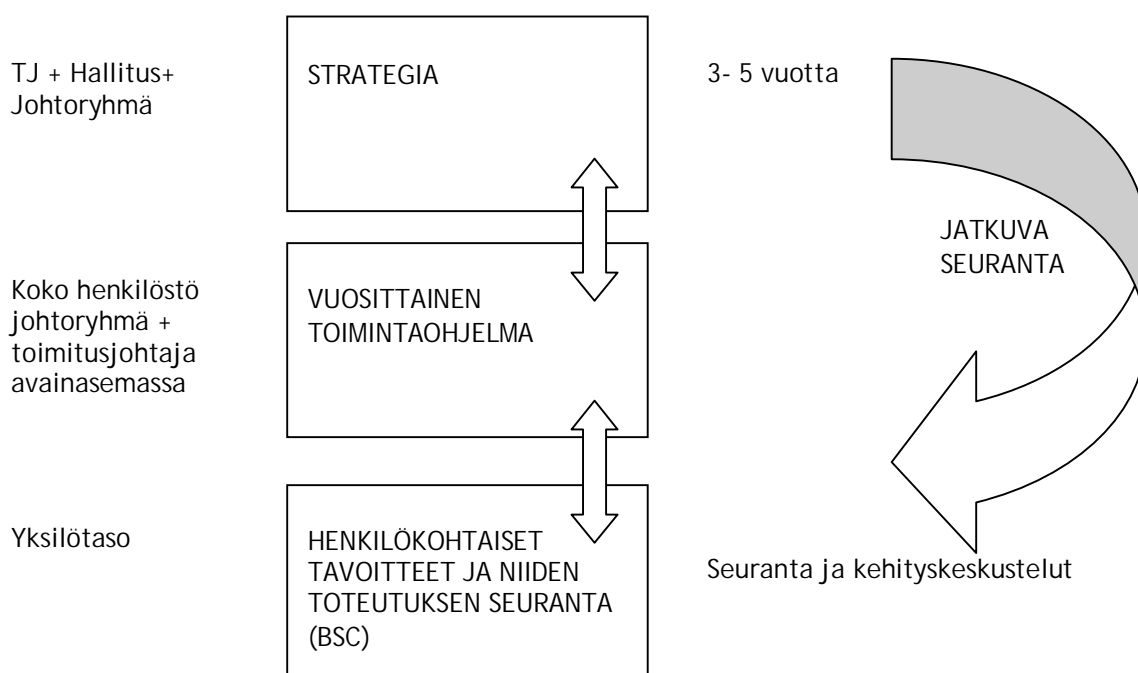 TJ + Hallitus+
Johtoryhmä
STRATEGIA
3- 5 vuotta
JATKUVA
SEURANTA
Koko henkilöstö
johtoryhmä +
toimitusjohtaja
avainasemassa
VUOSITTAINEN
TOIMINTAOHJELMA
Yksilötaso
HENKILÖKOHTAISET
TAVOITTEET JA NIIDEN
TOTEUTUKSEN SEURANTA
(BSC)
Seuranta ja kehityskeskustelut